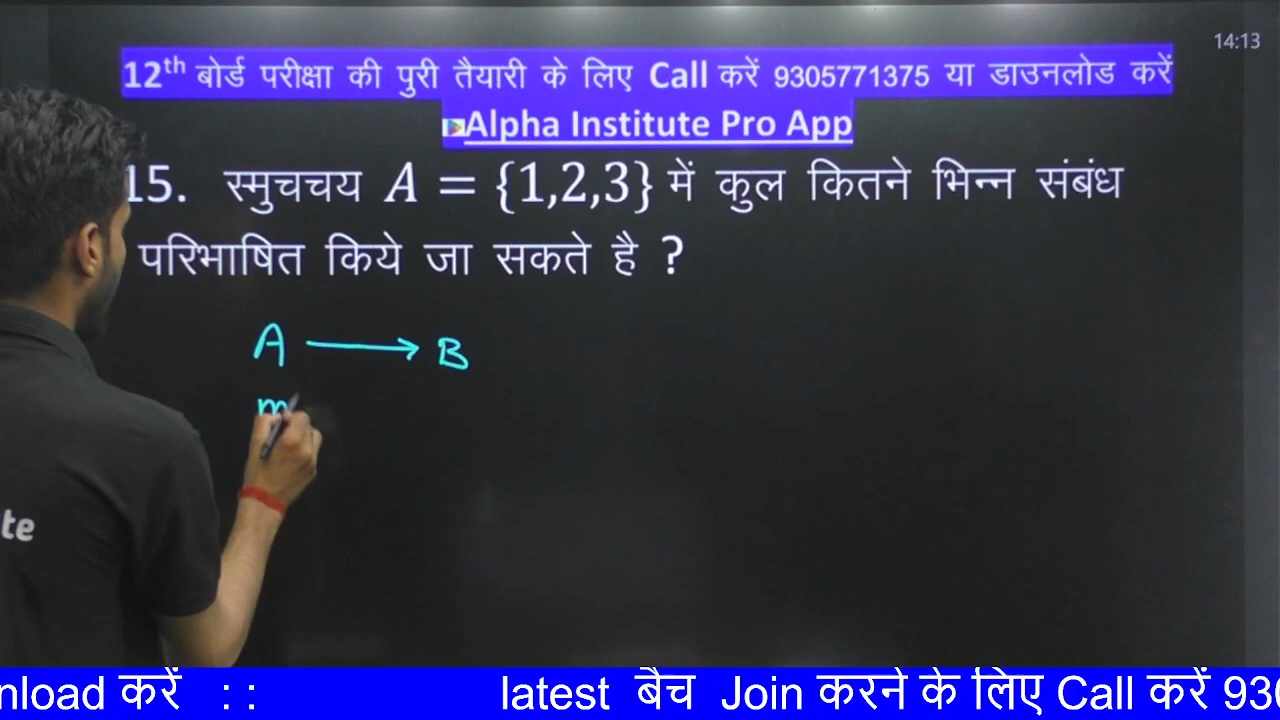 14:13
12th बोर्ड परीक्षा की पुरी तैयारी के लिए Call करें 9305771375 या डाउनलोड करें
Alpha Institute Pro App
15. स्मुचचय A = {1,2,3} में कुल कितने भिन्न संबंध
परिभाषित किये जा सकते है ?
A → B
m
te
nload करें : : latest बैच Join करने के लिए Call करें 930